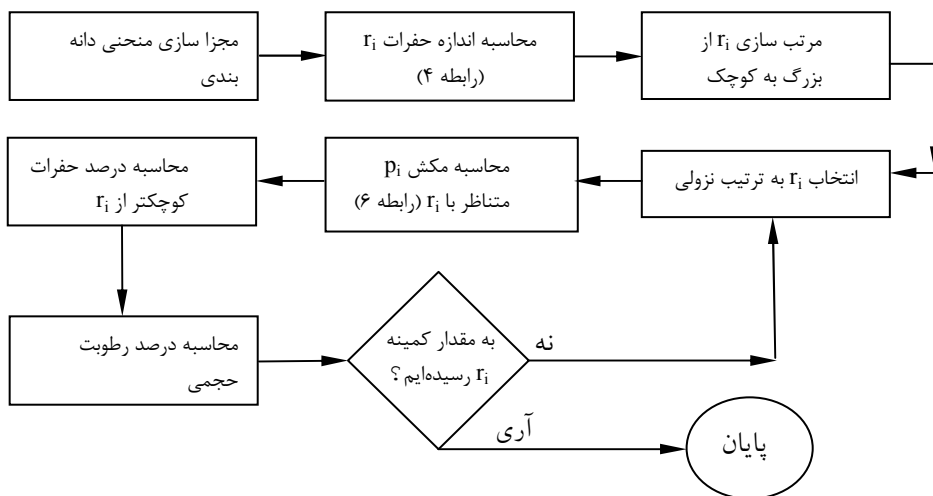 مجزا سازی منحنی دانه
بندی
محاسبه اندازه حفرات ri
(رابطه ۴)
مرتب سازی ri از
بزرگ به کوچک
انتخاب ri به ترتیب نزولی
محاسبه مکش pi
متناظر با ri (رابطه ۶)
محاسبه درصد حفرات
کوچکتر از ri
محاسبه درصد رطوبت
حجمی
به مقدار کمینه
ri رسیده‌ایم؟
نه
آری
پایان